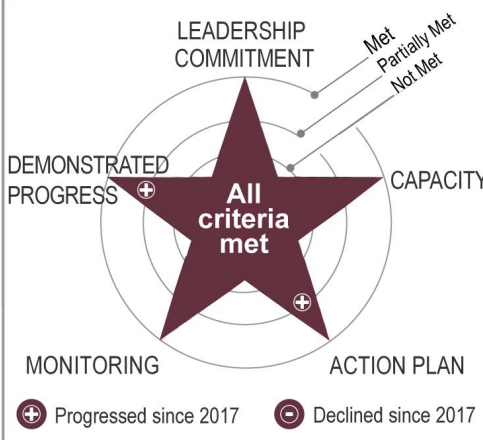 LEADERSHIP
COMMITMENT
Met
Partially Met
Not Met
DEMONSTRATED
PROGRESS
All
criteria
met
CAPACITY
MONITORING
ACTION PLAN
Progressed since 2017
Declined since 2017